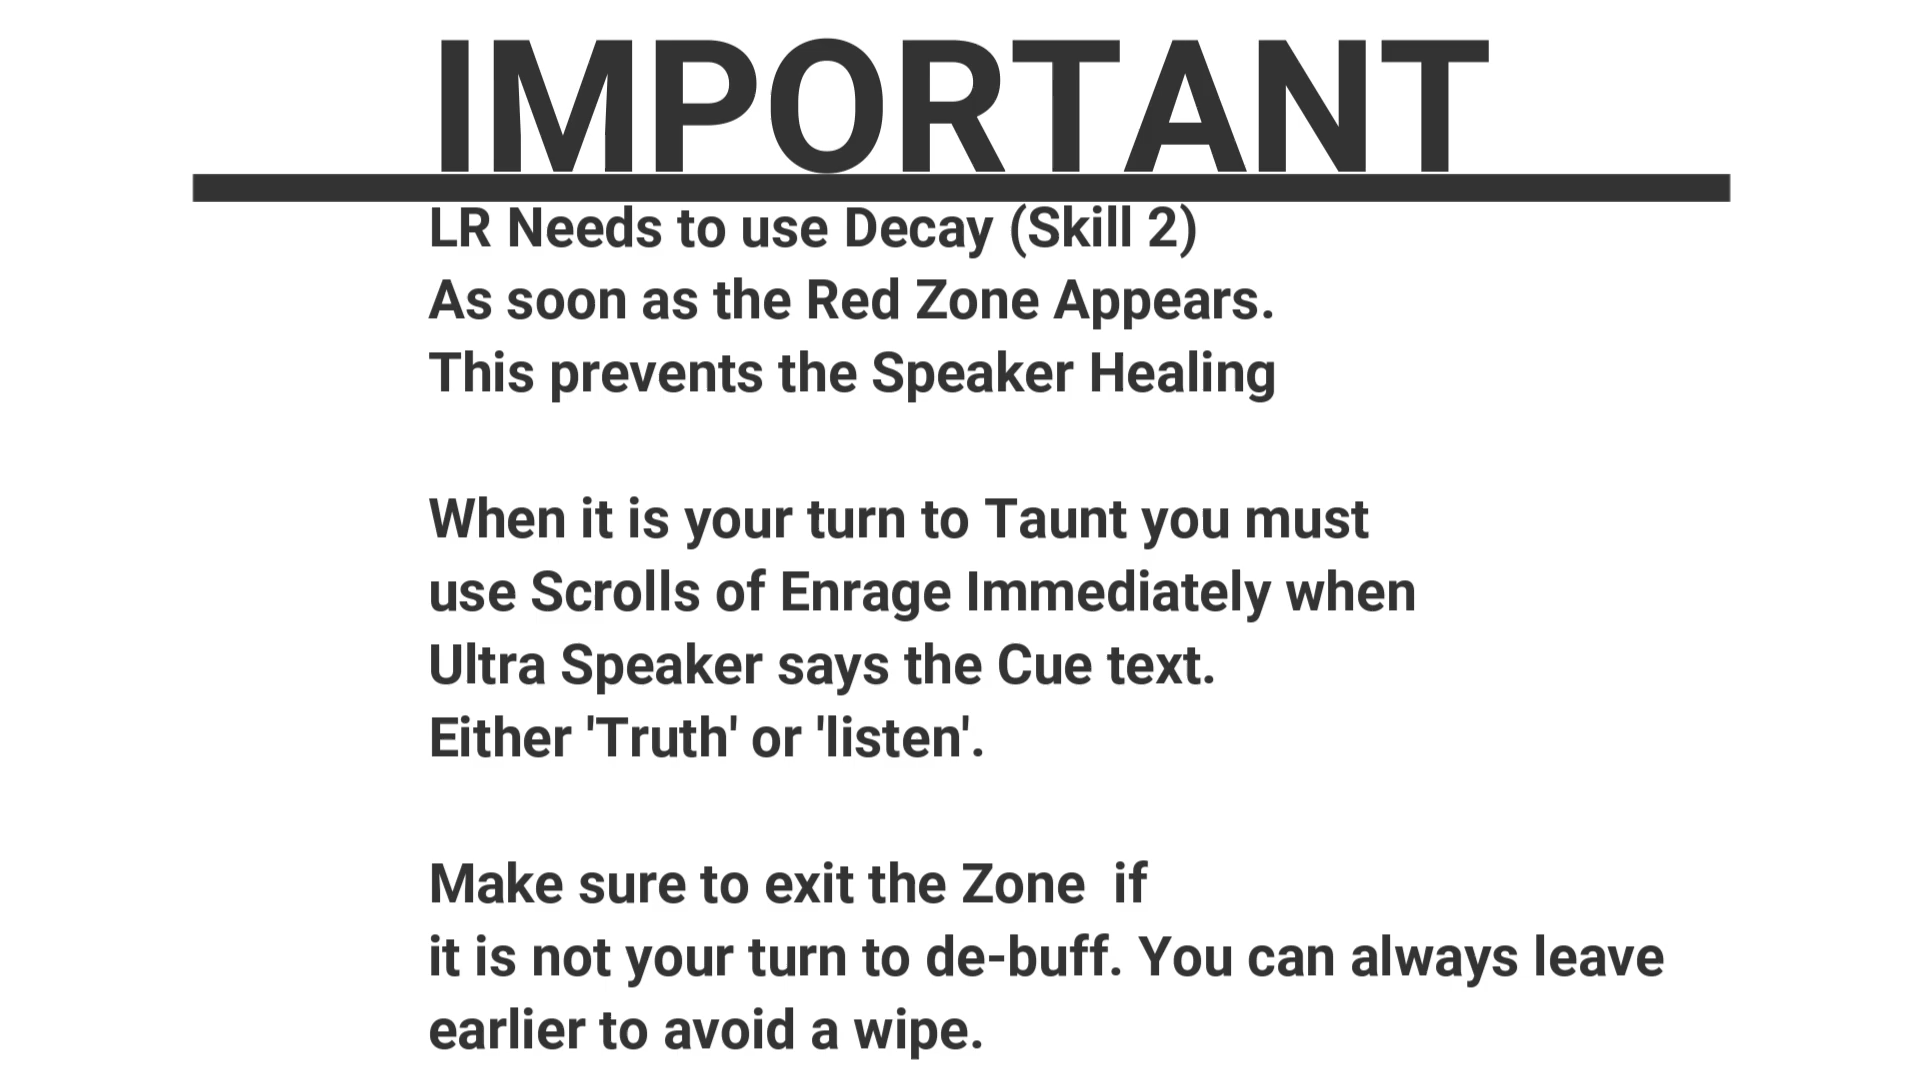 IMPORTANT
LR Needs to use Decay (Skill 2)
As soon as the Red Zone Appears.
This prevents the Speaker Healing
When it is your turn to Taunt you must
use Scrolls of Enrage Immediately when
Ultra Speaker says the Cue text.
Either 'Truth' or 'listen'.
Make sure to exit the Zone  if
it is not your turn to de-buff. You can always leave
earlier to avoid a wipe.